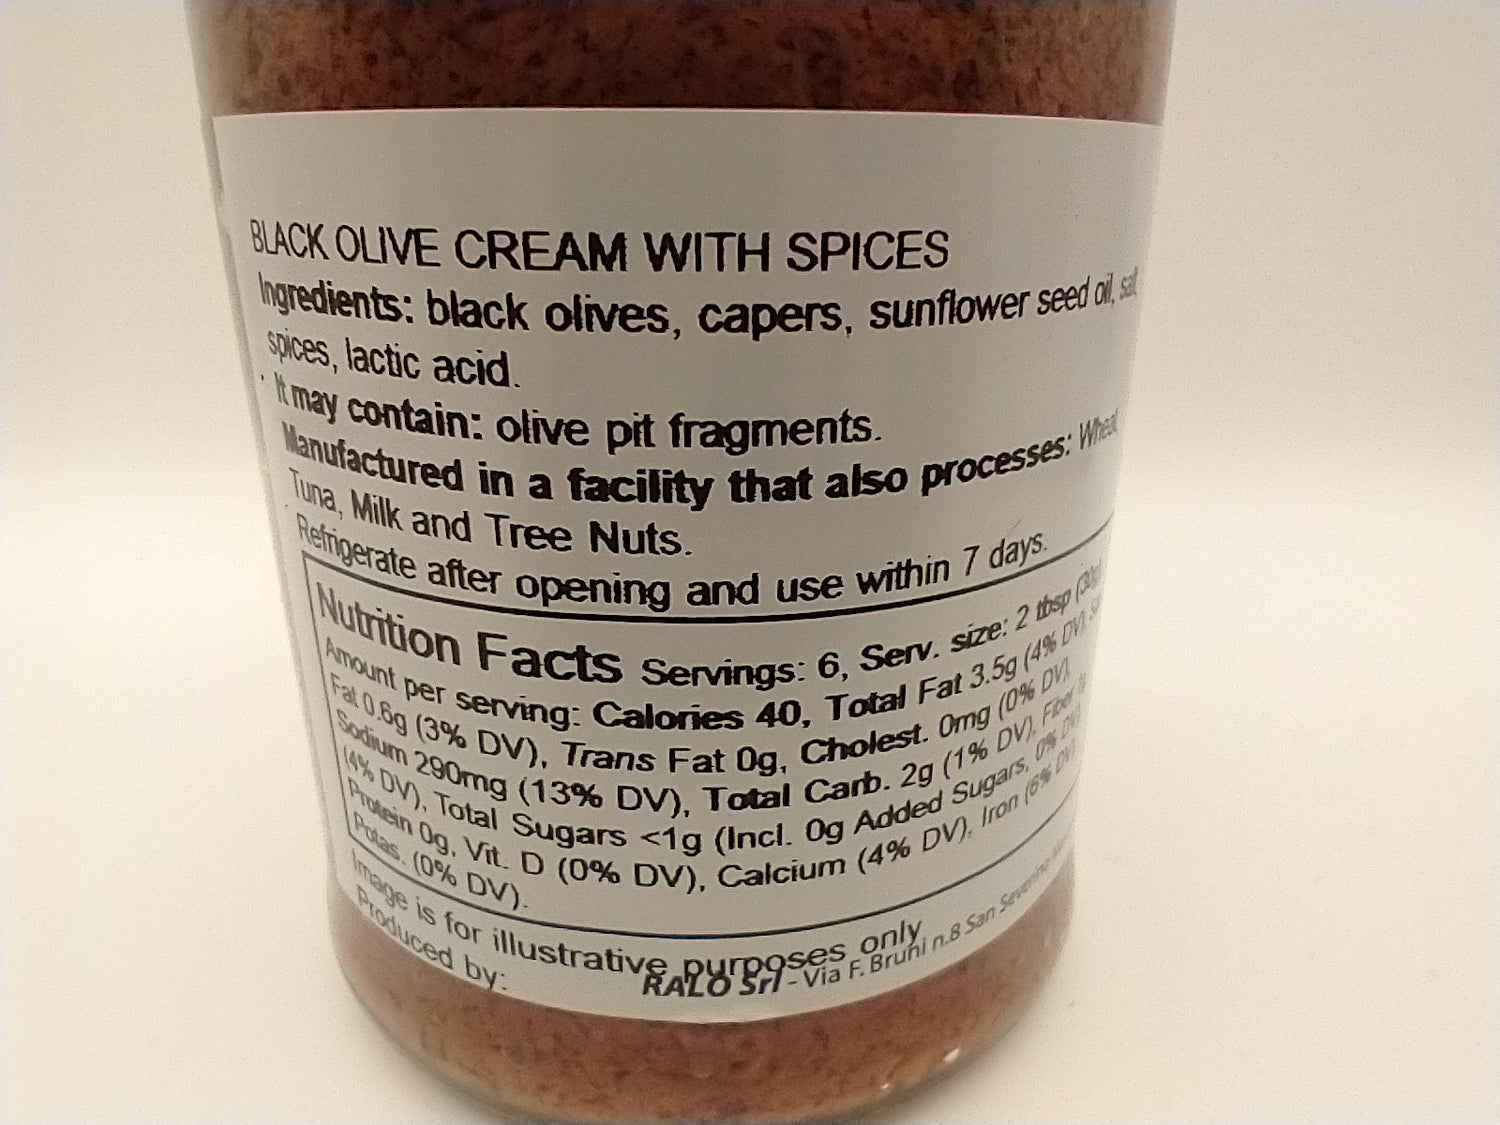 BLACK OLIVE CREAM WITH SPICES
Ingredients: black olives, capers, sunflower seed oil, salt,
spices, lactic acid.
It may contain: olive pit fragments.
Manufactured in a facility that also processes: Wheat,
Tuna, Milk and Tree Nuts.
Refrigerate after opening and use within 7 days.
Nutrition Facts Servings: 6, Serv. size: 2 tbsp (30g)
Amount per serving: Calories 40, Total Fat 3.5g (4% DV),
Fat 0.6g (3% DV), Trans Fat 0g, Cholest. 0mg (0% DV),
Sodium 290mg (13% DV), Total Carb. 2g (1% DV), Fiber
(4% DV), Total Sugars <1g (Incl. 0g Added Sugars, 0% DV)
Protein 0g, Vit. D (0% DV), Calcium (4% DV), Iron (6% DV)
Potas. (0% DV).
Image is for illustrative purposes only
Produced by:
RALO Srl - Via F. Bruni n.8 San Severino